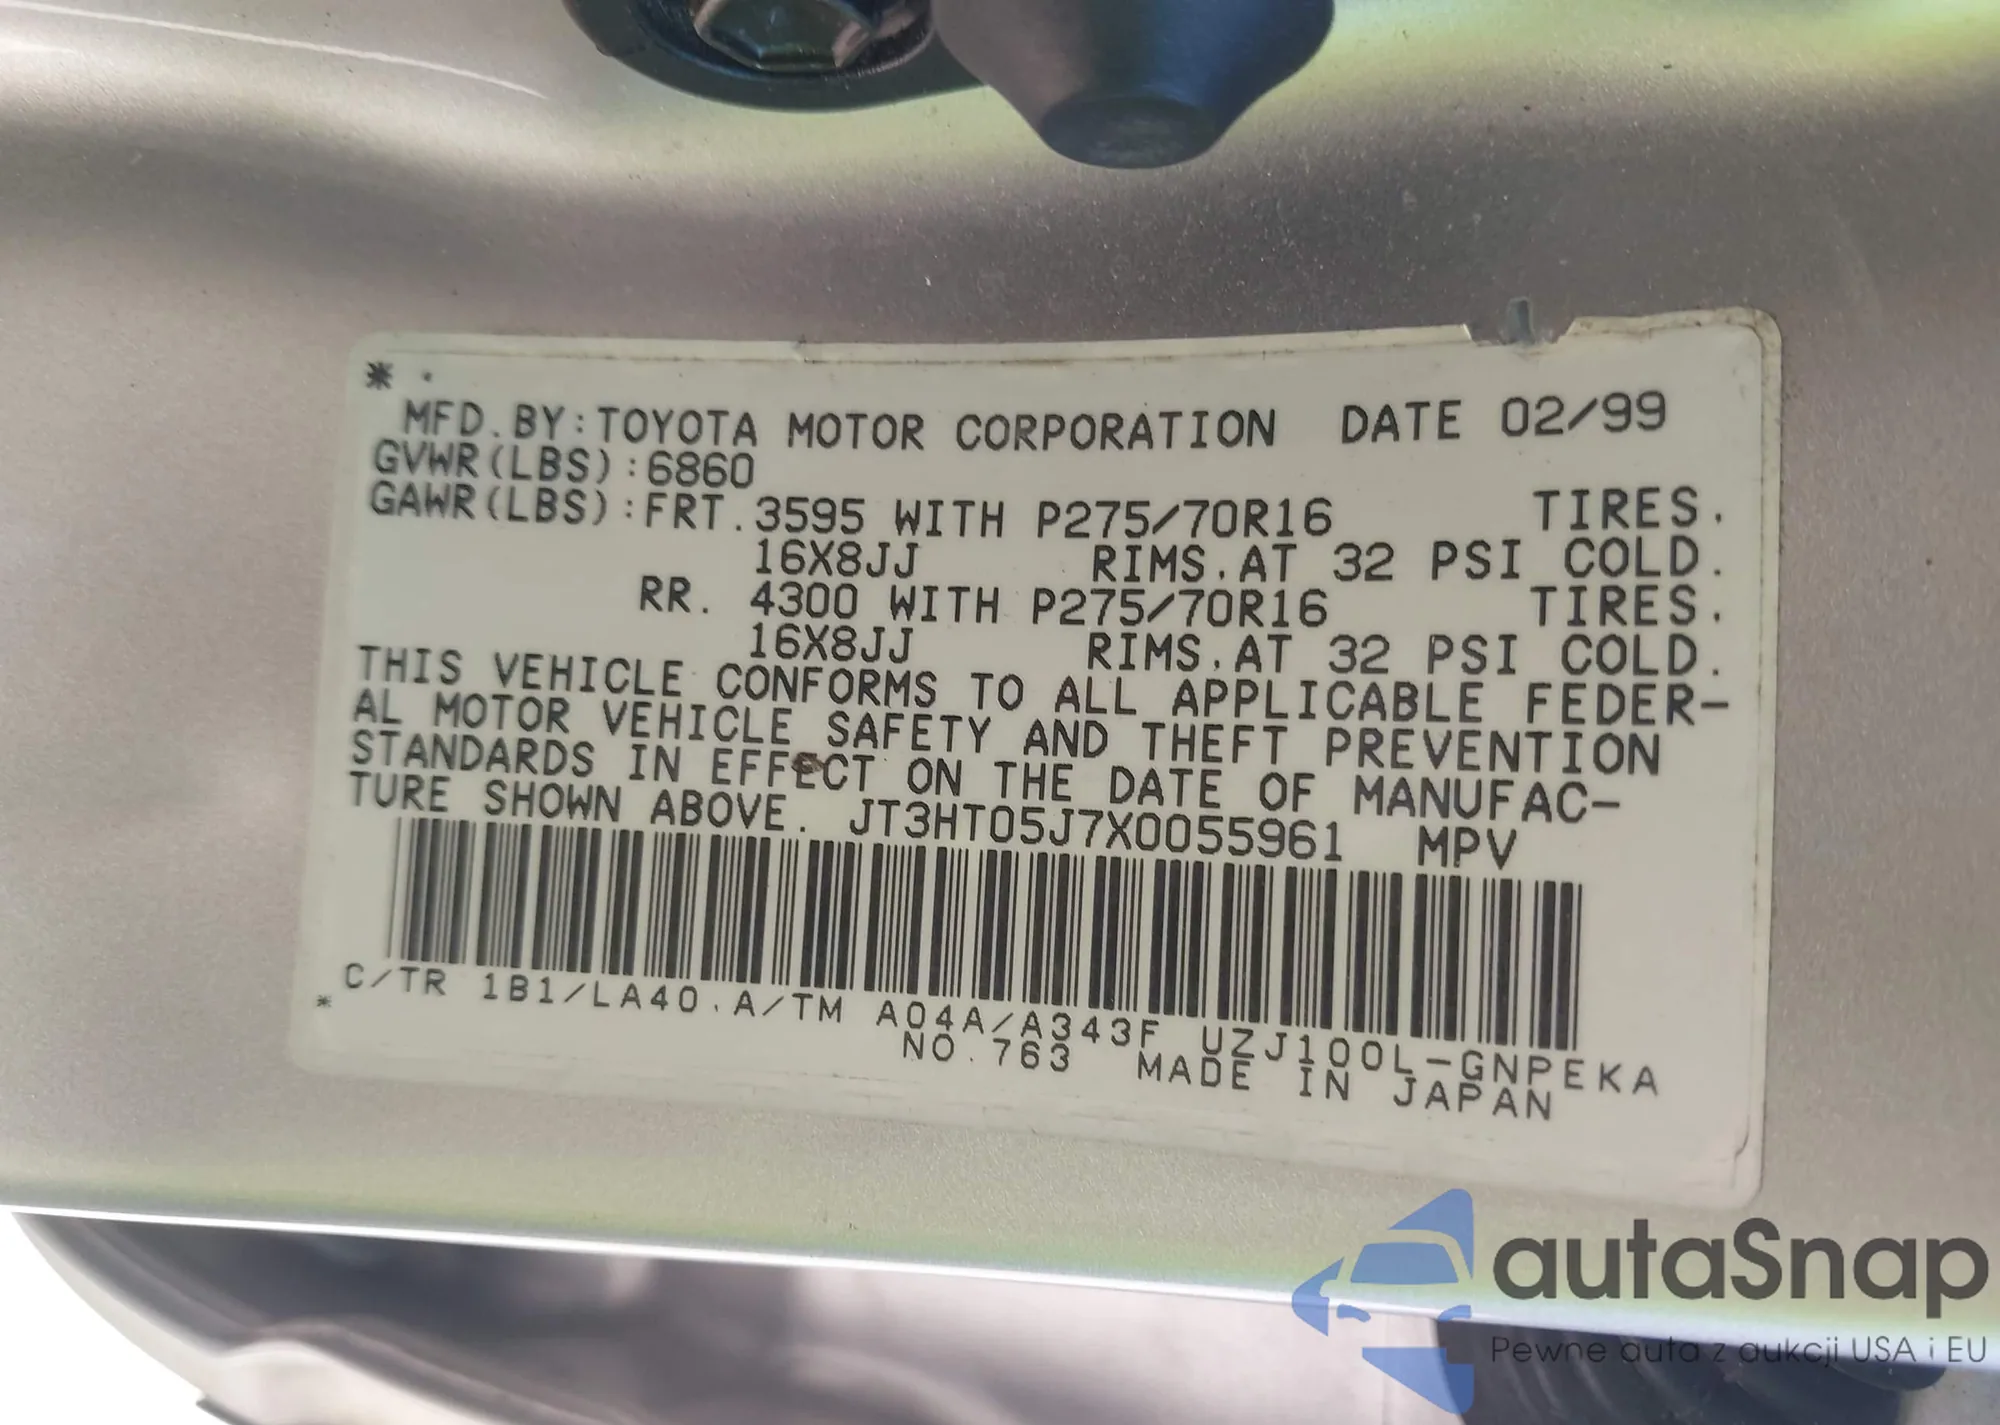 *
MFD.BY:TOYOTA MOTOR CORPORATION DATE 02/99
GVWR(LBS):6860
GAWR(LBS):FRT.3595 WITH P275/70R16 TIRES.
16X8JJ RIMS.AT 32 PSI COLD.
RR. 4300 WITH P275/70R16 TIRES.
16X8JJ RIMS.AT 32 PSI COLD.
THIS VEHICLE CONFORMS TO ALL APPLICABLE FEDER-
AL MOTOR VEHICLE SAFETY AND THEFT PREVENTION
STANDARDS IN EFFECT ON THE DATE OF MANUFAC-
TURE SHOWN ABOVE. JT3HT05J7X0055961 MPV
C/TR 1B1/LA40.A/TM A04A/A343F UZJ100L-GNPEKA
* NO.763 MADE IN JAPAN
autaSnap
Pewne auta z aukcji USA i EU